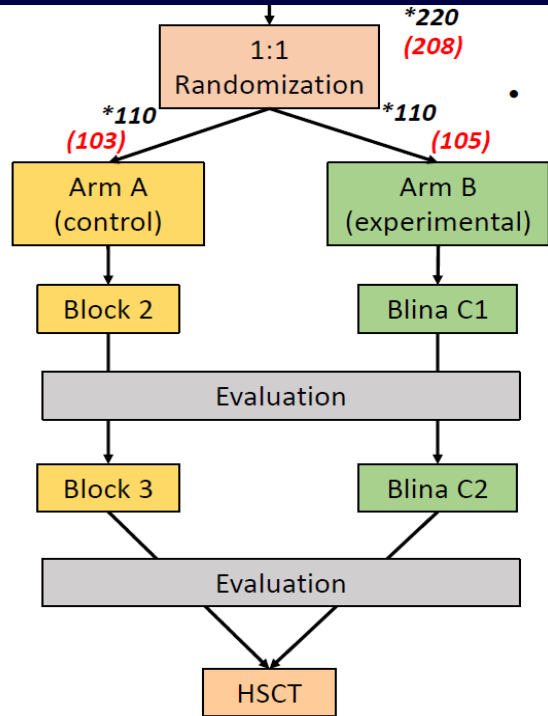 *220
(208)
1:1
Randomization
*110
(103)
*110
(105)
Arm A
(control)
Arm B
(experimental)
Block 2
Blina C1
Evaluation
Block 3
Blina C2
Evaluation
HSCT